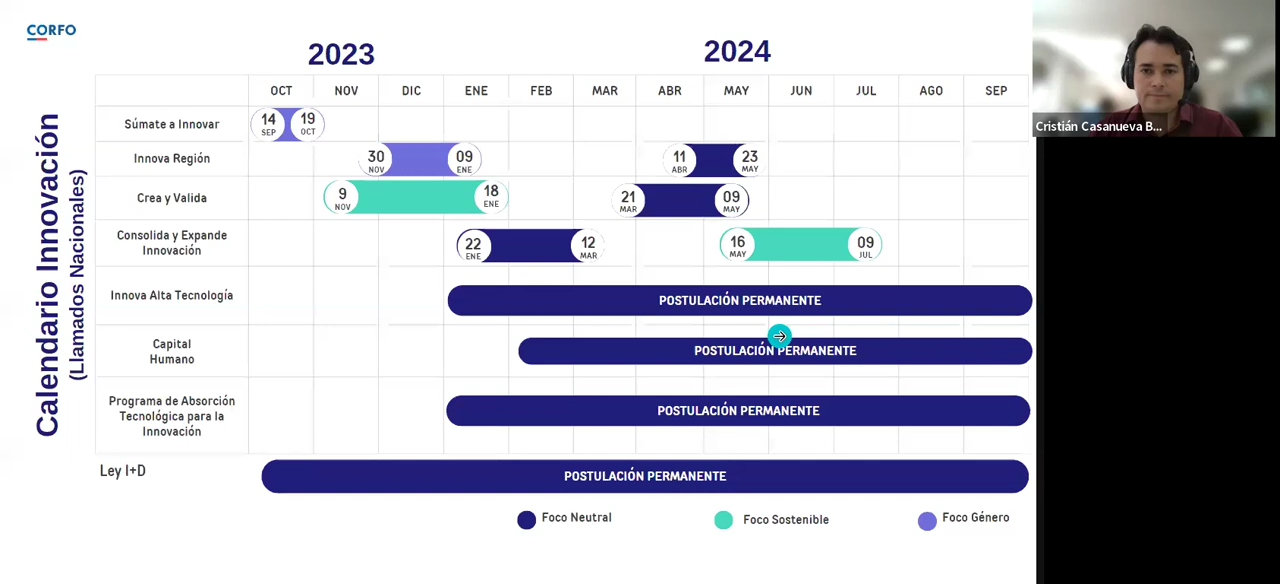 CORFO
2023
2024
Calendario Innovación
(Llamados Nacionales)
OCT NOV DIC ENE FEB MAR ABR MAY JUN JUL AGO SEP
Súmate a Innovar
14 SEP
19 OCT
Innova Región
30 NOV
09 ENE
11 ABR
23 MAY
Crea y Valida
9 NOV
18 ENE
21 MAR
09 MAY
Consolida y Expande
Innovación
22 ENE
12 MAR
16 MAY
09 JUL
Innova Alta Tecnología
POSTULACIÓN PERMANENTE
Capital
Humano
POSTULACIÓN PERMANENTE
Programa de Absorción
Tecnológica para la
Innovación
POSTULACIÓN PERMANENTE
Ley I+D
POSTULACIÓN PERMANENTE
Foco Neutral
Foco Sostenible
Foco Género
Cristián Casanueva B...